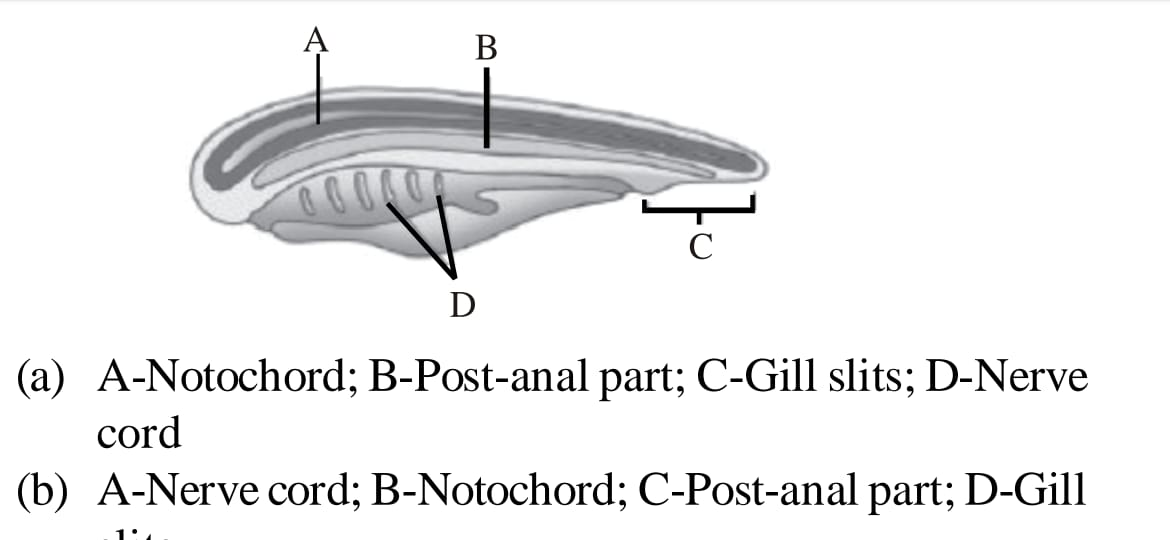 A
B
C
D
(a) A-Notochord; B-Post-anal part; C-Gill slits; D-Nerve
cord
(b) A-Nerve cord; B-Notochord; C-Post-anal part; D-Gill